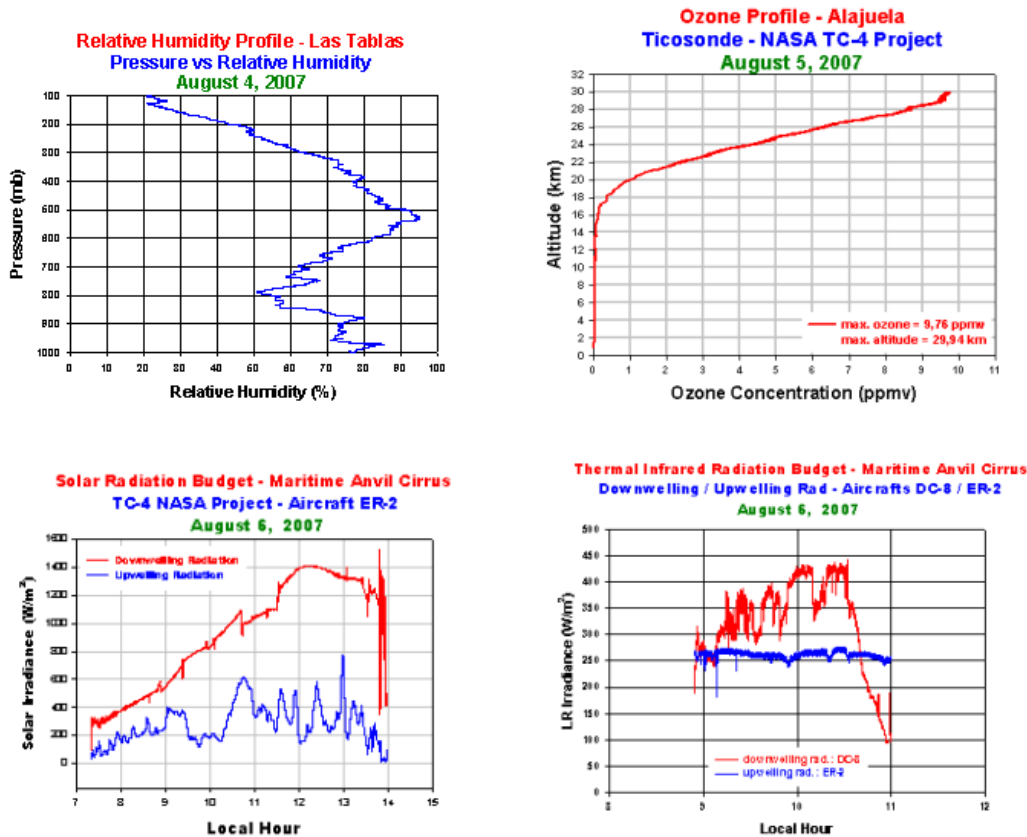 Relative Humidity Profile - Las Tablas
Pressure vs Relative Humidity
August 4, 2007
100
200
300
400
500
600
700
800
900
1000
Pressure (mb)
0 10 20 30 40 50 60 70 80 90 100
Relative Humidity (%)
Ozone Profile - Alajuela
Ticosonde - NASA TC-4 Project
August 5, 2007
32
30
28
26
24
22
20
18
16
14
12
10
8
6
4
2
0
Altitude (km)
max. ozone = 9,76 ppmv
max. altitude = 29,94 km
0 1 2 3 4 5 6 7 8 9 10 11
Ozone Concentration (ppmv)
Solar Radiation Budget - Maritime Anvil Cirrus
TC-4 NASA Project - Aircraft ER-2
August 6, 2007
1600
1400
1200
1000
800
600
400
200
0
Solar Irradiance (W/m²)
Downwelling Radiation
Upwelling Radiation
7 8 9 10 11 12 13 14 15
Local Hour
Thermal Infrared Radiation Budget - Maritime Anvil Cirrus
Downwelling / Upwelling Rad - Aircrafts DC-8 / ER-2
August 6, 2007
500
450
400
350
300
250
200
150
100
50
0
LR Irradiance (W/m²)
downwelling rad.: DC-8
upwelling rad.: ER-2
8 9 10 11 12
Local Hour